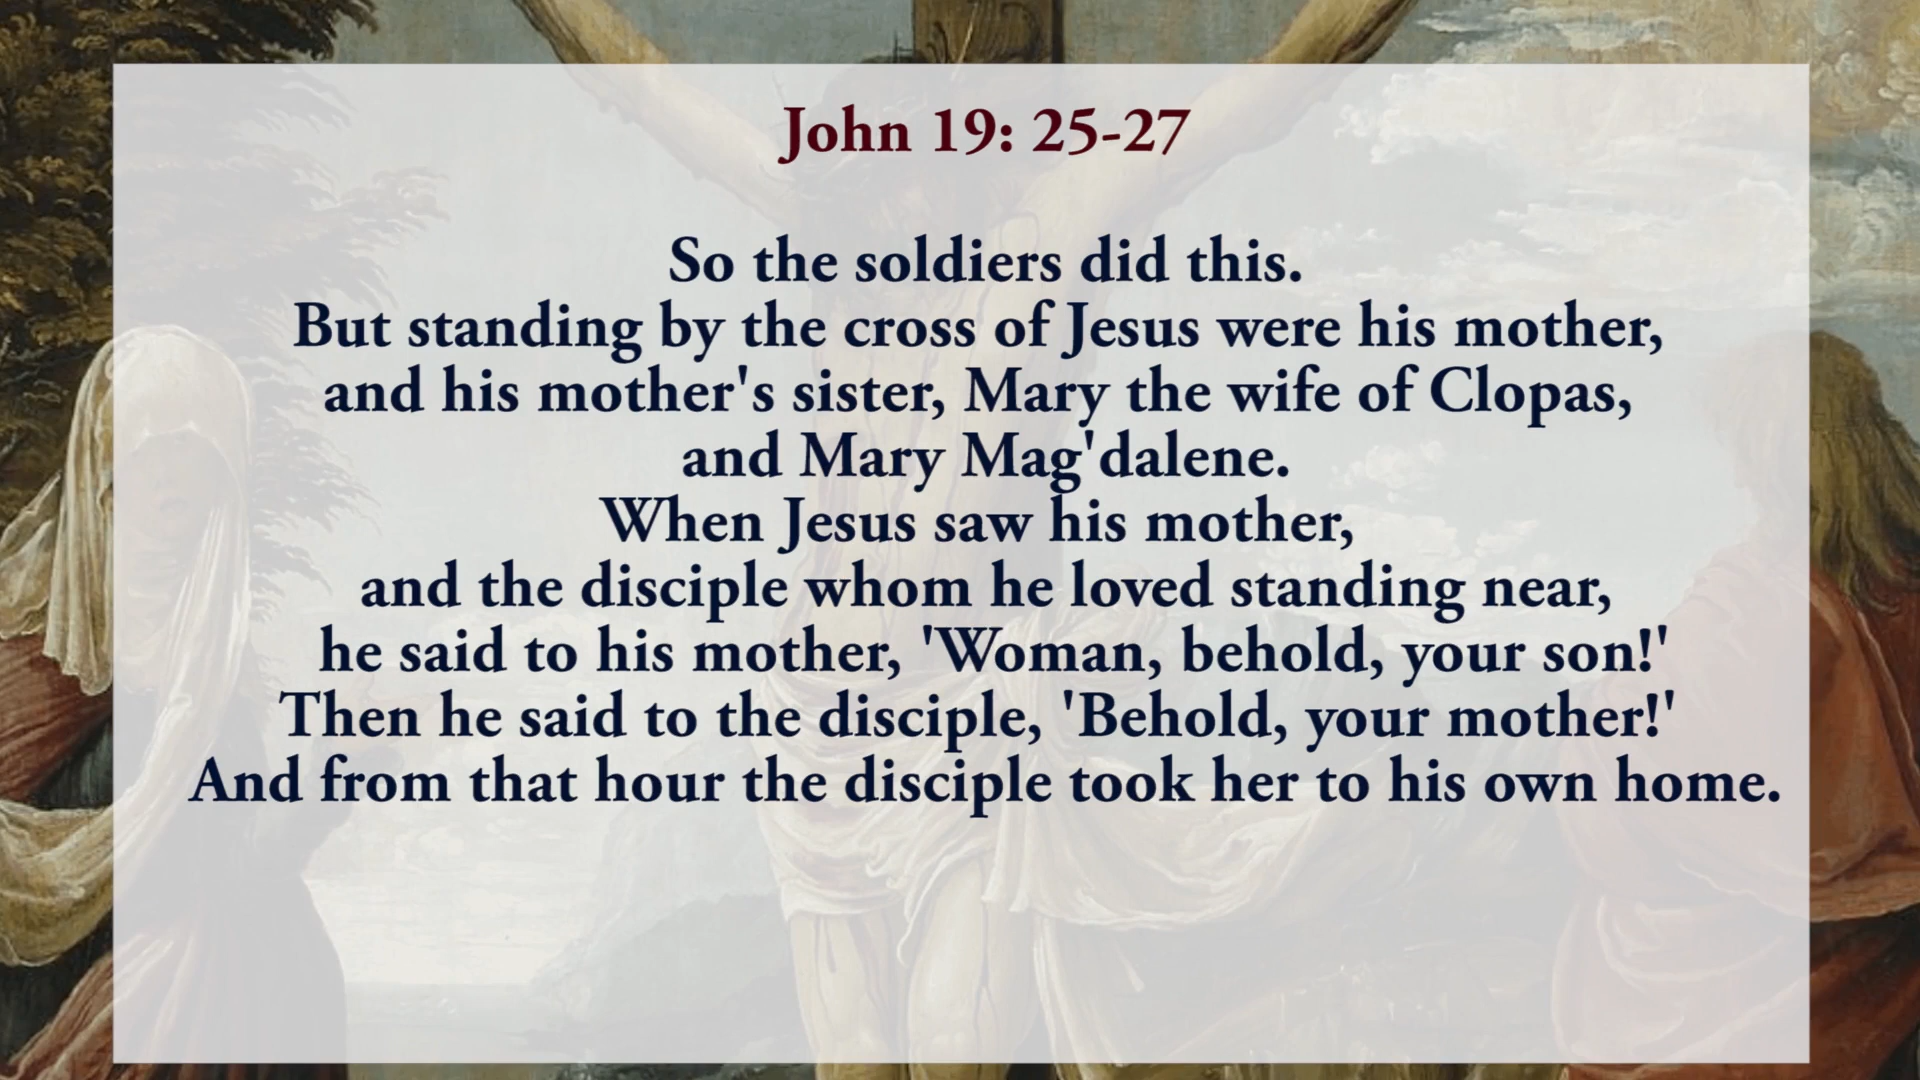 John 19: 25-27
So the soldiers did this.
But standing by the cross of Jesus were his mother,
and his mother's sister, Mary the wife of Clopas,
and Mary Mag'dalene.
When Jesus saw his mother,
and the disciple whom he loved standing near,
he said to his mother, 'Woman, behold, your son!'
Then he said to the disciple, 'Behold, your mother!'
And from that hour the disciple took her to his own home.